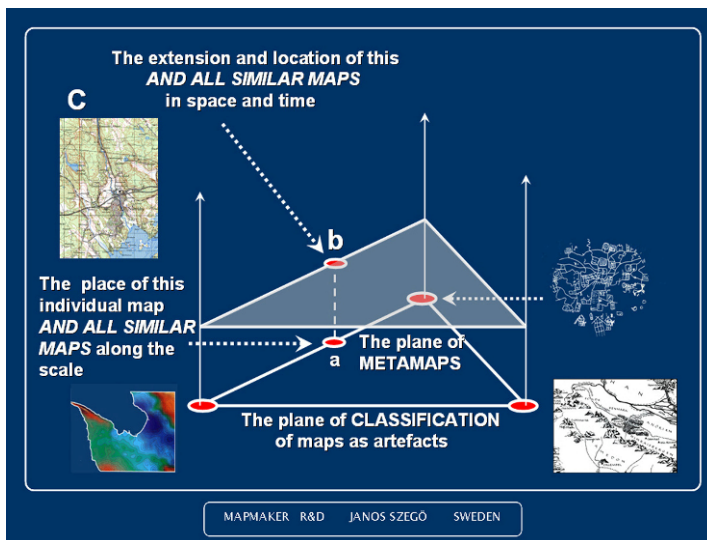 The extension and location of this
AND ALL SIMILAR MAPS
in space and time
C
b
The place of this
individual map
AND ALL SIMILAR
MAPS along the
scale
a
The plane of
METAMAPS
The plane of CLASSIFICATION
of maps as artefacts
MAPMAKER R&D JANOS SZEGÖ SWEDEN